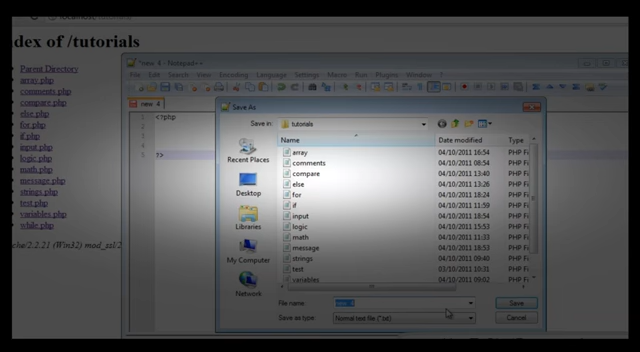 dex of /tutorials
Parent Directory
array.php
comments.php
compare.php
else.php
for.php
if.php
input.php
logic.php
math.php
message.php
strings.php
test.php
variables.php
while.php
*new 4 - Notepad++
File Edit Search View Encoding Language Settings Macro Run Plugins Window ?
new 4
1 <?php
5 ?>
Save As
Save in: tutorials
Name Date modified Type
array 04/10/2011 16:54 PHP Fi
comments 04/10/2011 08:54 PHP Fi
compare 04/10/2011 13:40 PHP Fi
else 04/10/2011 13:26 PHP Fi
for 04/10/2011 18:24 PHP Fi
if 04/10/2011 11:59 PHP Fi
input 04/10/2011 18:54 PHP Fi
logic 04/10/2011 15:53 PHP Fi
math 04/10/2011 11:33 PHP Fi
message 04/10/2011 18:53 PHP Fi
strings 04/10/2011 09:40 PHP Fi
test 03/10/2011 10:31 PHP Fi
variables 04/10/2011 09:02 PHP Fi
Recent Places
Desktop
Libraries
My Computer
Network
File name: new 4
Save
Save as type: Normal text file (*.txt)
Cancel